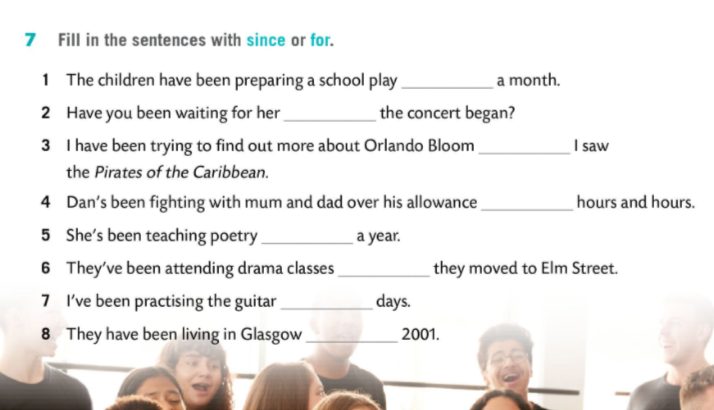 7 Fill in the sentences with since or for.
1 The children have been preparing a school play __________ a month.
2 Have you been waiting for her __________ the concert began?
3 I have been trying to find out more about Orlando Bloom __________ I saw
the Pirates of the Caribbean.
4 Dan's been fighting with mum and dad over his allowance __________ hours and hours.
5 She's been teaching poetry __________ a year.
6 They've been attending drama classes __________ they moved to Elm Street.
7 I've been practising the guitar __________ days.
8 They have been living in Glasgow __________ 2001.